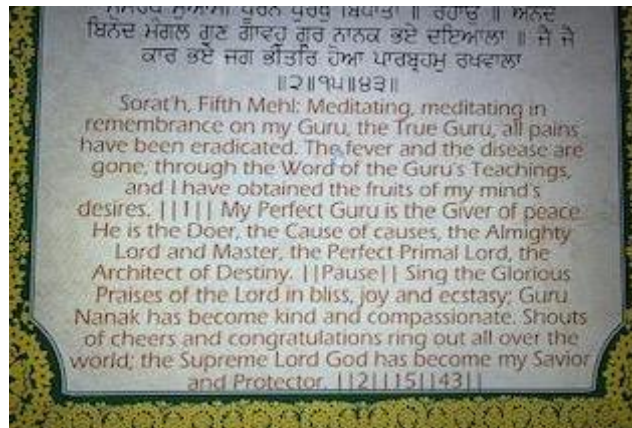 ਸਮਰਥ ਸੁਆਮੀ ਪੂਰਨ ਪੁਰਖੁ ਬਿਧਾਤਾ ॥ ਰਹਾਉ ॥ ਅਨੰਦ
ਬਿਨੋਦ ਮੰਗਲ ਗੁਣ ਗਾਵਹੁ ਗੁਰ ਨਾਨਕ ਭਏ ਦਇਆਲਾ ॥ ਜੈ ਜੈ
ਕਾਰ ਭਏ ਜਗ ਭੀਤਰਿ ਹੋਆ ਪਾਰਬ੍ਰਹਮੁ ਰਖਵਾਲਾ
॥੨॥੧੫॥੪੩॥
Sorat'h, Fifth Mehl: Meditating, meditating in
remembrance on my Guru, the True Guru, all pains
have been eradicated. The fever and the disease are
gone, through the Word of the Guru's Teachings,
and I have obtained the fruits of my mind's
desires. ||1|| My Perfect Guru is the Giver of peace.
He is the Doer, the Cause of causes, the Almighty
Lord and Master, the Perfect Primal Lord, the
Architect of Destiny. ||Pause|| Sing the Glorious
Praises of the Lord in bliss, joy and ecstasy; Guru
Nanak has become kind and compassionate. Shouts
of cheers and congratulations ring out all over the
world; the Supreme Lord God has become my Savior
and Protector. ||2||15||43||